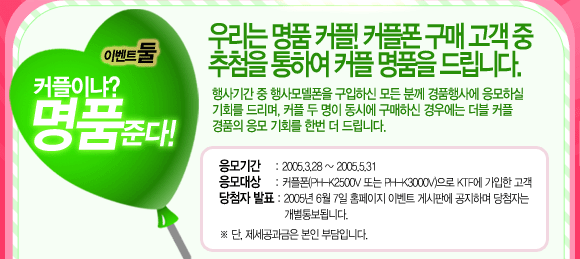 이벤트둘
커플이냐?
명품준다!
우리는 명품 커플! 커플폰 구매 고객 중
추첨을 통하여 커플 명품을 드립니다.
행사기간 중 행사모델폰을 구입하신 모든 분께 경품행사에 응모하실
기회를 드리며, 커플 두 명이 동시에 구매하신 경우에는 더블 커플
경품의 응모 기회를 한번 더 드립니다.
응모기간 : 2005.3.28 ~ 2005.5.31
응모대상 : 커플폰(PH-K2500V 또는 PH-K3000V)으로 KTF에 가입한 고객
당첨자 발표 : 2005년 6월 7일 홈페이지 이벤트 게시판에 공지하며 당첨자는
개별통보됩니다.
※ 단, 제세공과금은 본인 부담입니다.